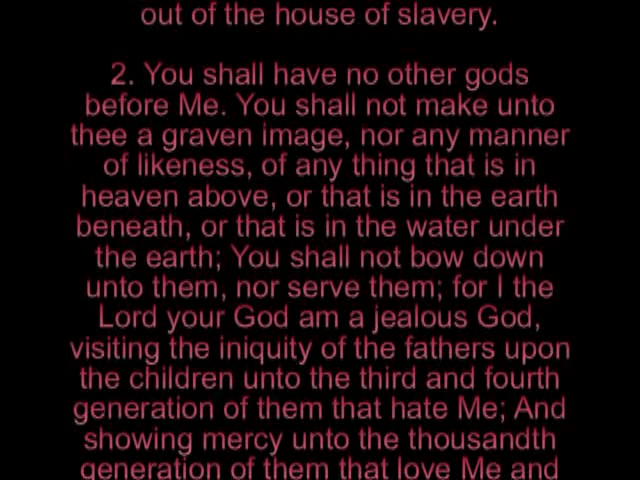 out of the house of slavery.
2. You shall have no other gods
before Me. You shall not make unto
thee a graven image, nor any manner
of likeness, of any thing that is in
heaven above, or that is in the earth
beneath, or that is in the water under
the earth; You shall not bow down
unto them, nor serve them; for I the
Lord your God am a jealous God,
visiting the iniquity of the fathers upon
the children unto the third and fourth
generation of them that hate Me; And
showing mercy unto the thousandth
generation of them that love Me and